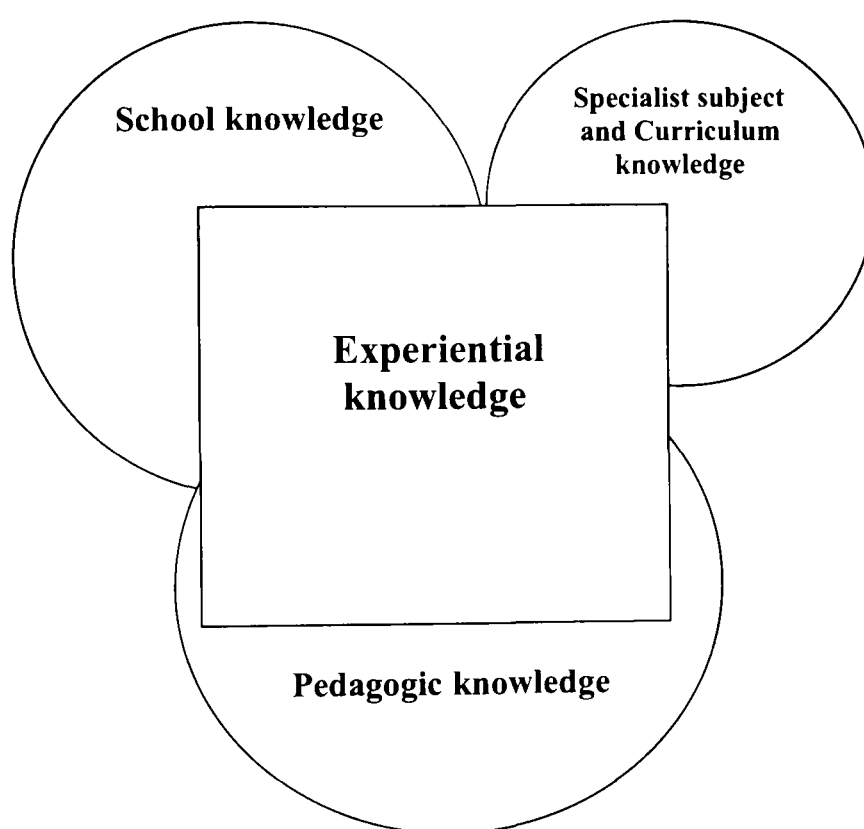 School knowledge
Specialist subject
and Curriculum
knowledge
Experiential
knowledge
Pedagogic knowledge